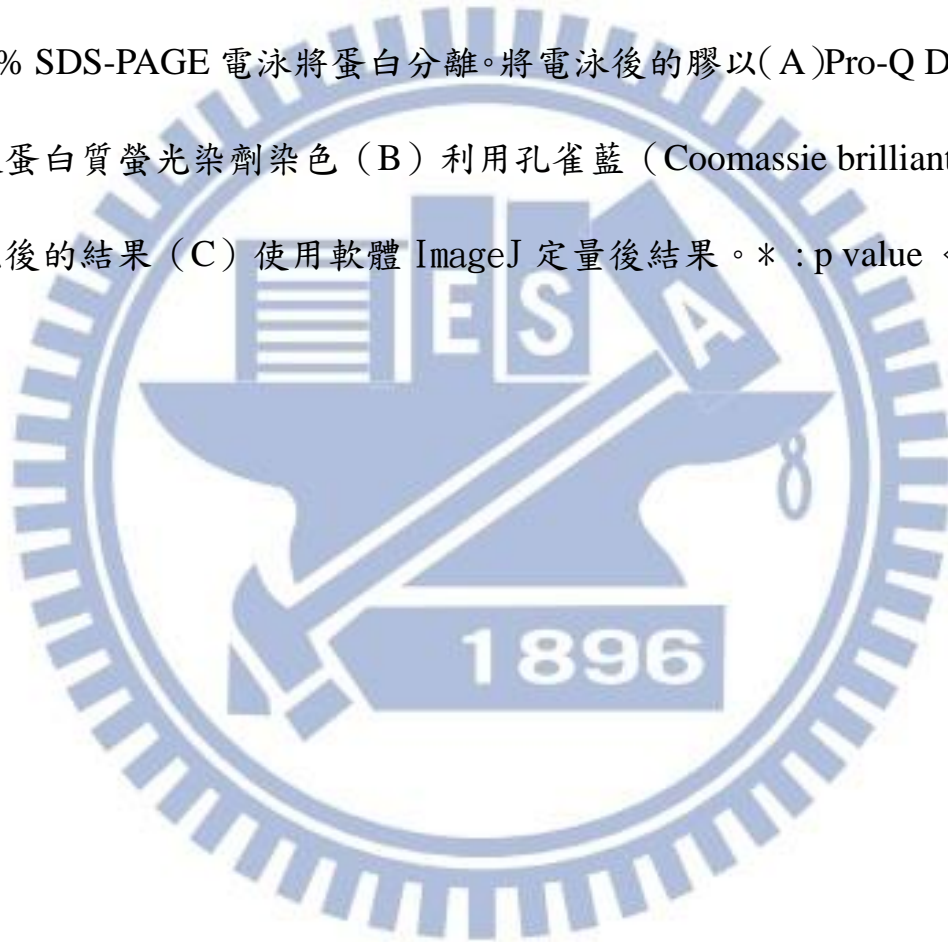 % SDS-PAGE 電泳將蛋白分離。將電泳後的膠以(A)Pro-Q D
蛋白質螢光染劑染色（B）利用孔雀藍（Coomassie brilliant
後的結果（C）使用軟體 ImageJ 定量後結果。* : p value <
E S A
1896